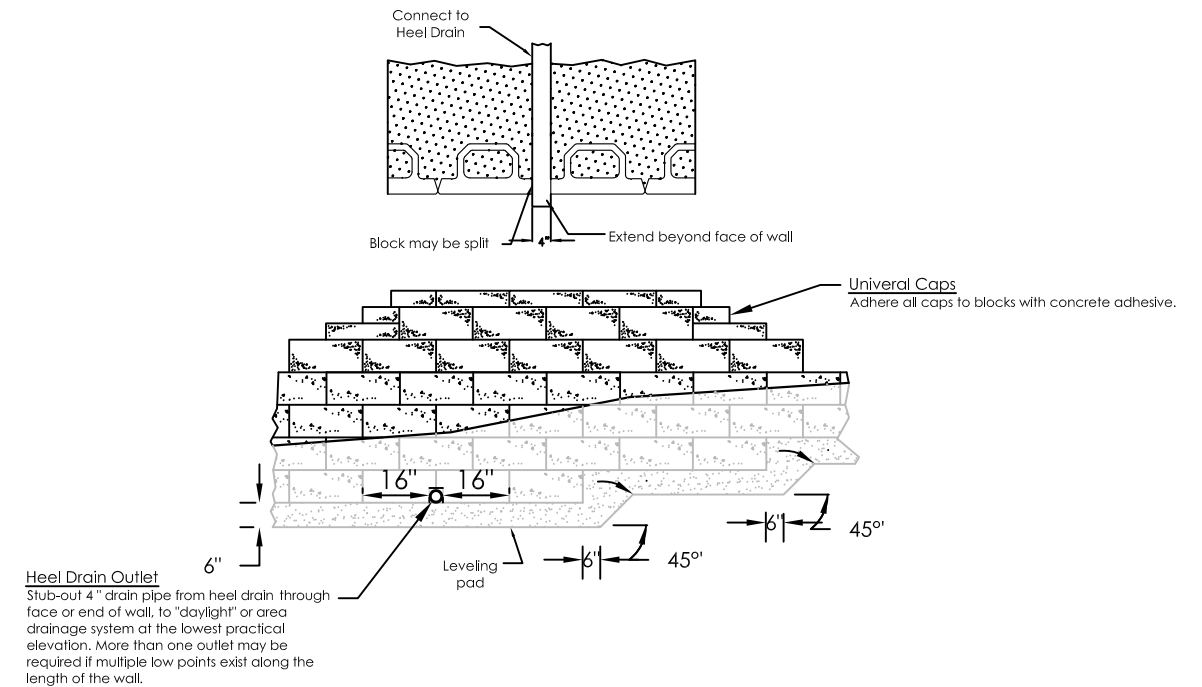 Connect to
Heel Drain
Block may be split
4"
Extend beyond face of wall
Univeral Caps
Adhere all caps to blocks with concrete adhesive.
16"
16"
6"
45°'
6"
45°'
6"
Leveling
pad
Heel Drain Outlet
Stub-out 4 " drain pipe from heel drain through
face or end of wall, to "daylight" or area
drainage system at the lowest practical
elevation. More than one outlet may be
required if multiple low points exist along the
length of the wall.